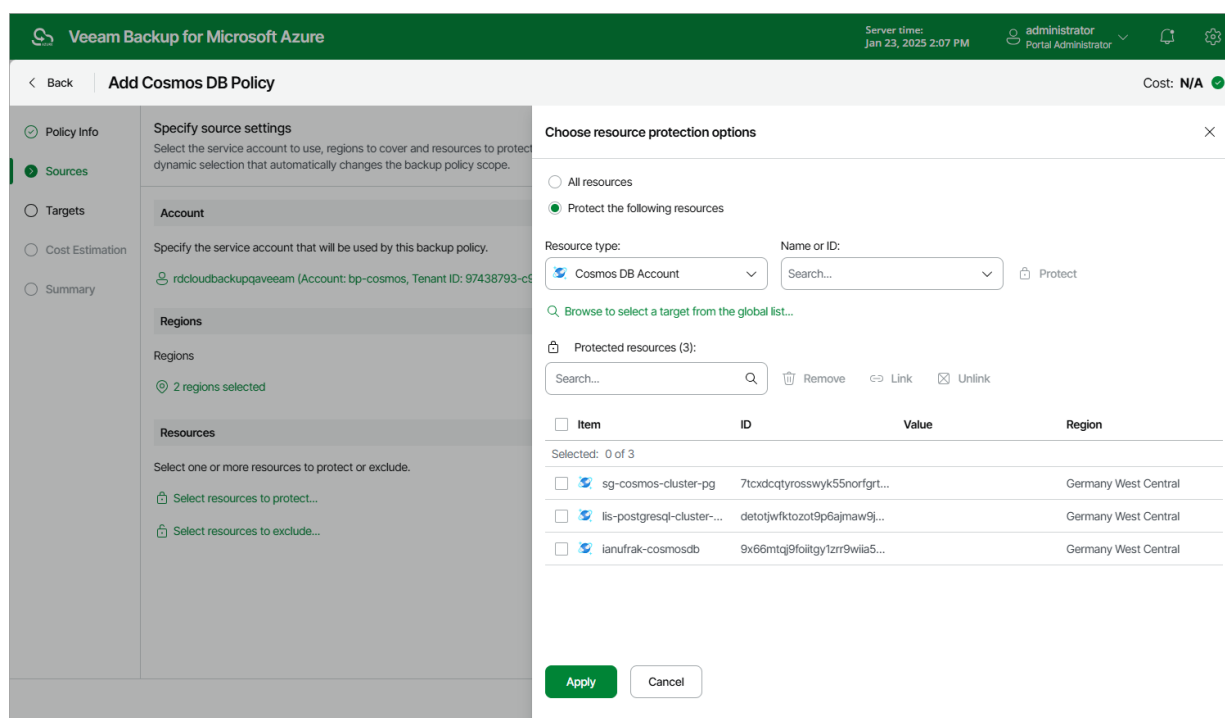 Veeam Backup for Microsoft Azure
Server time:
Jan 23, 2025 2:07 PM
administrator
Portal Administrator
Back
Add Cosmos DB Policy
Cost: N/A
Policy Info
Sources
Targets
Cost Estimation
Summary
Specify source settings
Select the service account to use, regions to cover and resources to protect
dynamic selection that automatically changes the backup policy scope.
Account
Specify the service account that will be used by this backup policy.
rdcloudbackupqaveeam (Account: bp-cosmos, Tenant ID: 97438793-c9
Regions
Regions
2 regions selected
Resources
Select one or more resources to protect or exclude.
Select resources to protect...
Select resources to exclude...
Choose resource protection options
All resources
Protect the following resources
Resource type: Name or ID:
Cosmos DB Account Search... Protect
Browse to select a target from the global list...
Protected resources (3):
Search... Remove Link Unlink
Item ID Value Region
Selected: 0 of 3
sg-cosmos-cluster-pg 7tcxdcqtyrosswyk55norfgrt... Germany West Central
lis-postgresql-cluster-... detotjwfktozot9p6ajmaw9j... Germany West Central
ianufrak-cosmosdb 9x66mtqj9foiitgy1zrr9wiia5... Germany West Central
Apply Cancel